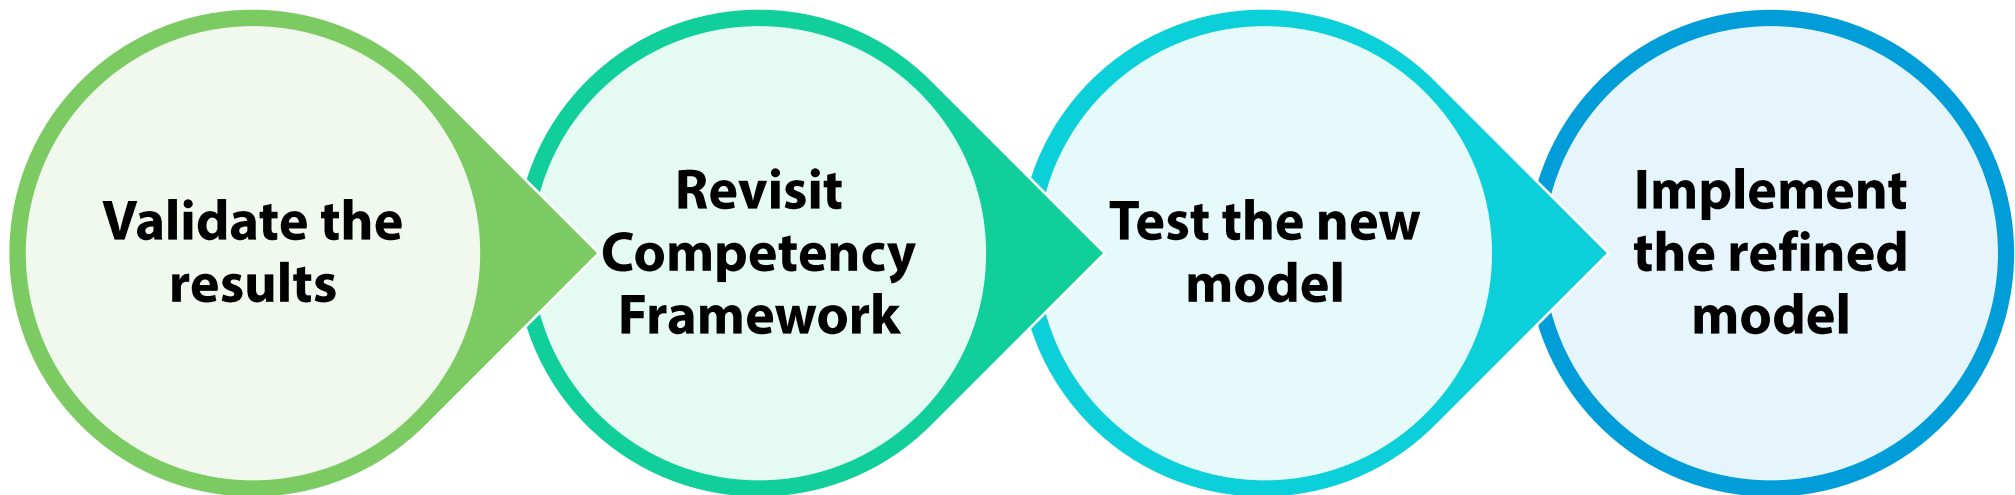 Validate the
results
Revisit
Competency
Framework
Test the new
model
Implement
the refined
model